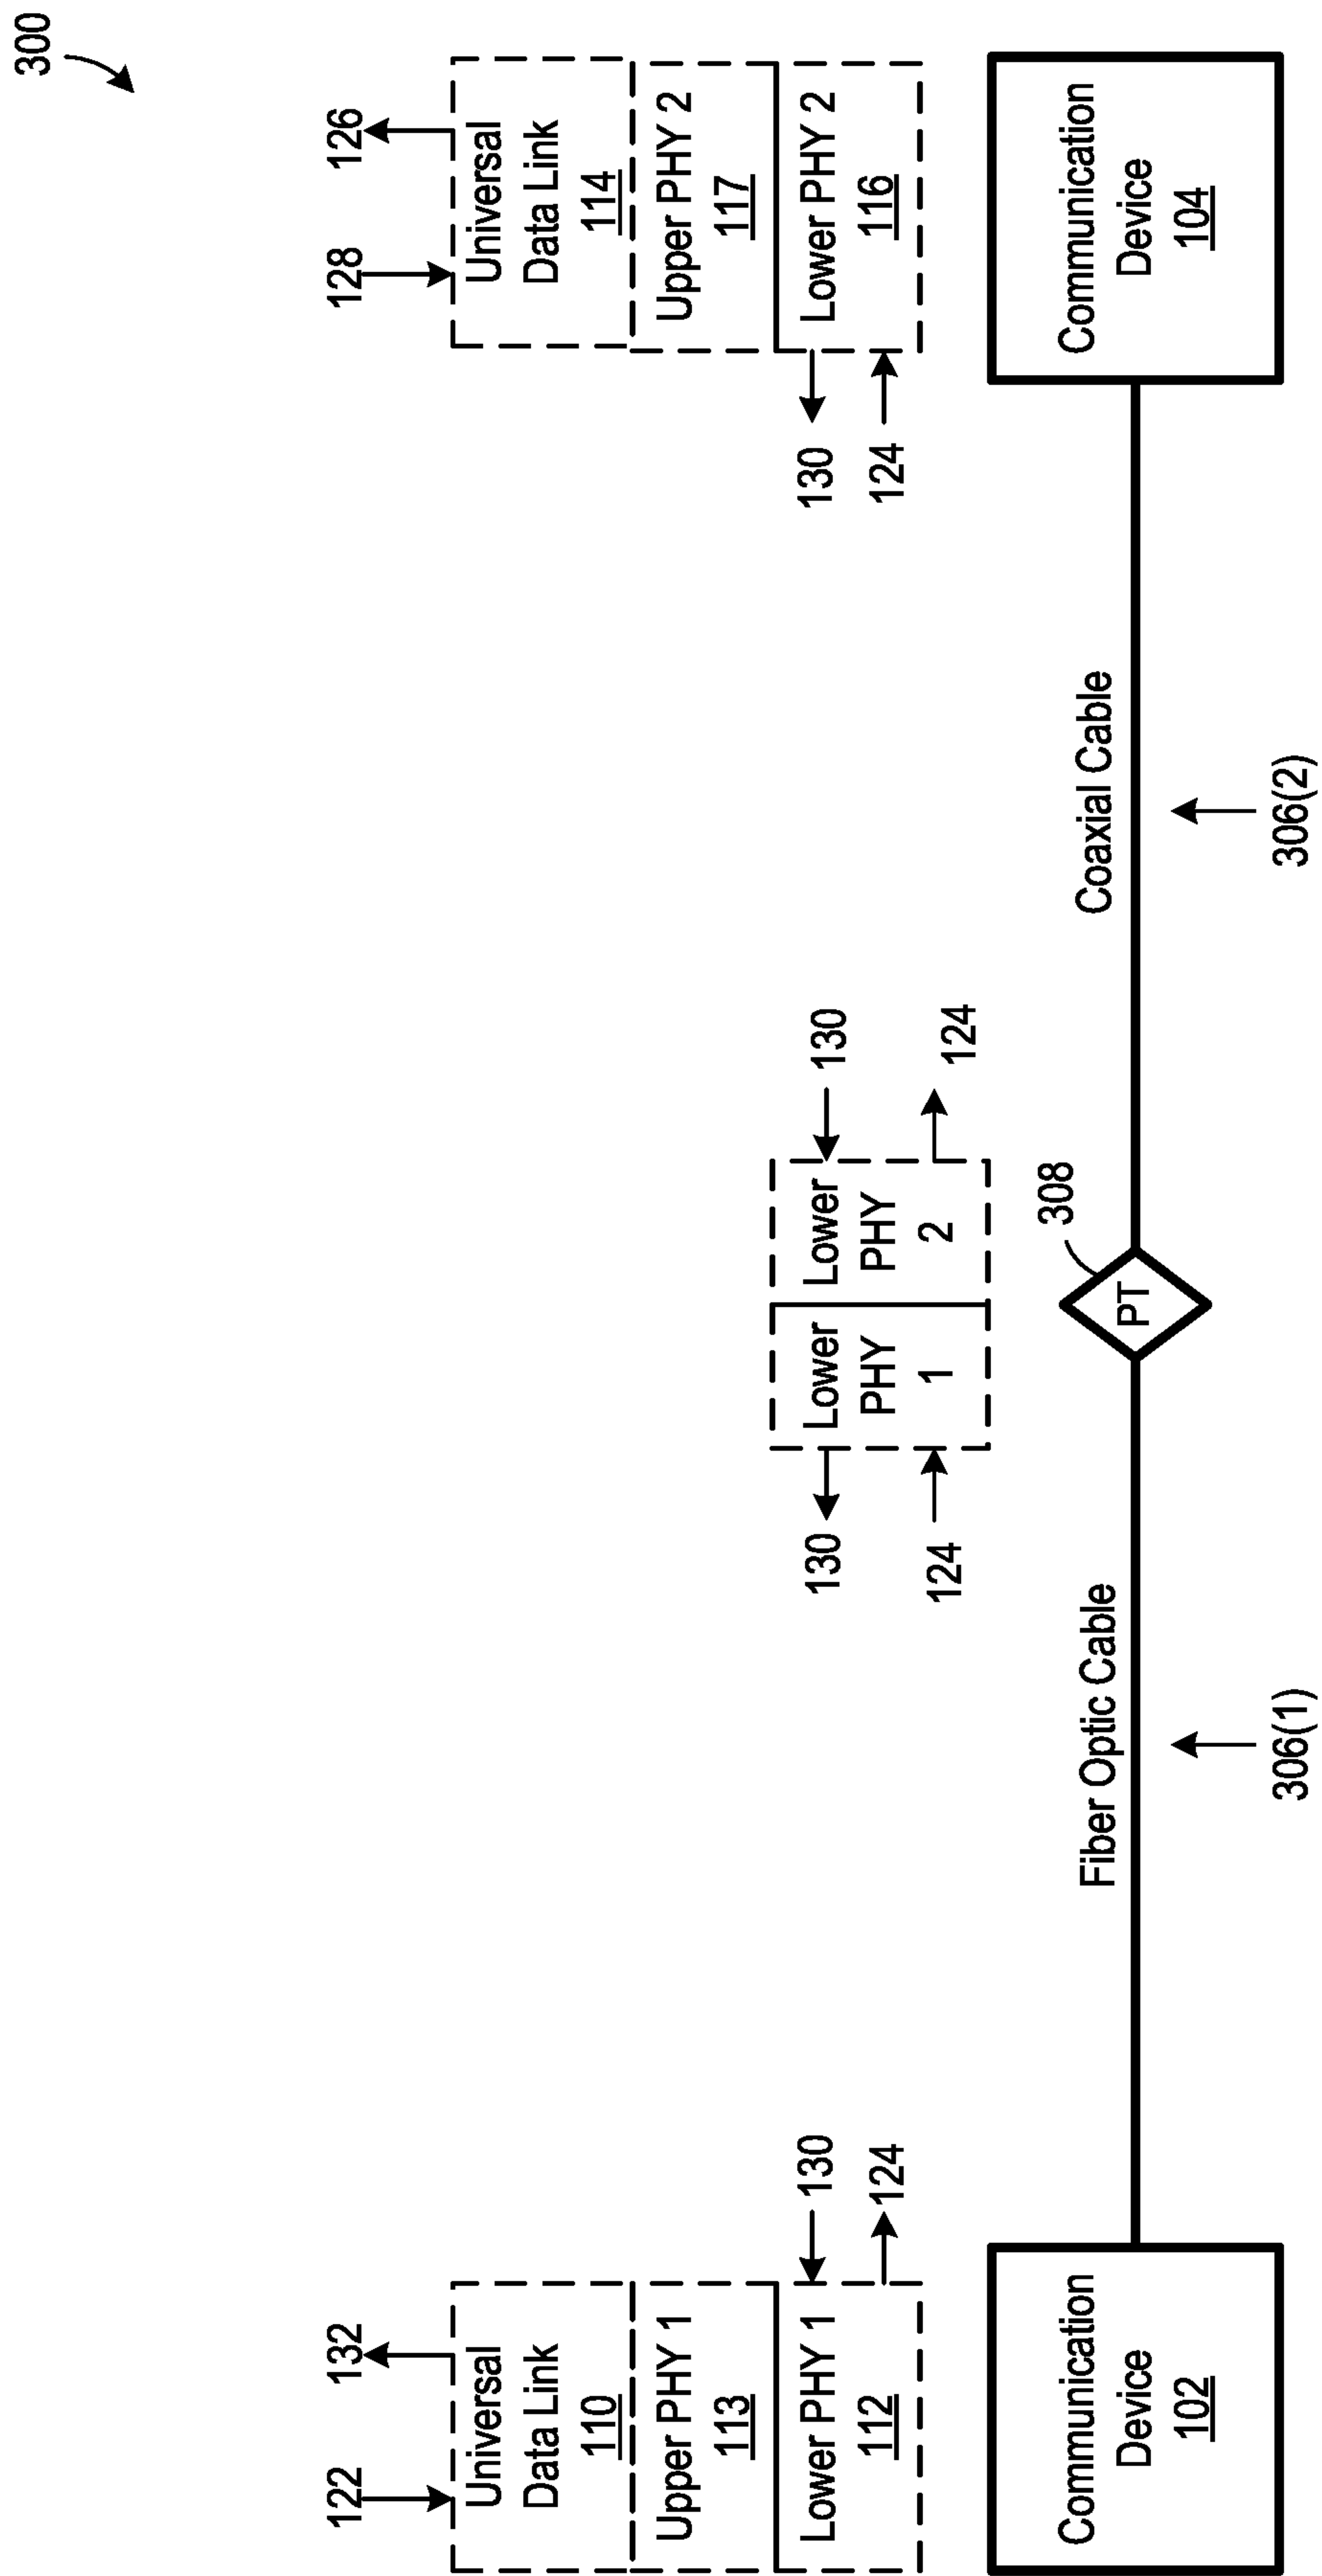 300
122
132
Universal
Data Link
110
Upper PHY 1
113
Lower PHY 1
112
130
124
Communication
Device
102
Fiber Optic Cable
306(1)
130
124
Lower
PHY
1
Lower
PHY
2
130
124
308
PT
Coaxial Cable
306(2)
128
126
Universal
Data Link
114
Upper PHY 2
117
Lower PHY 2
116
130
124
Communication
Device
104